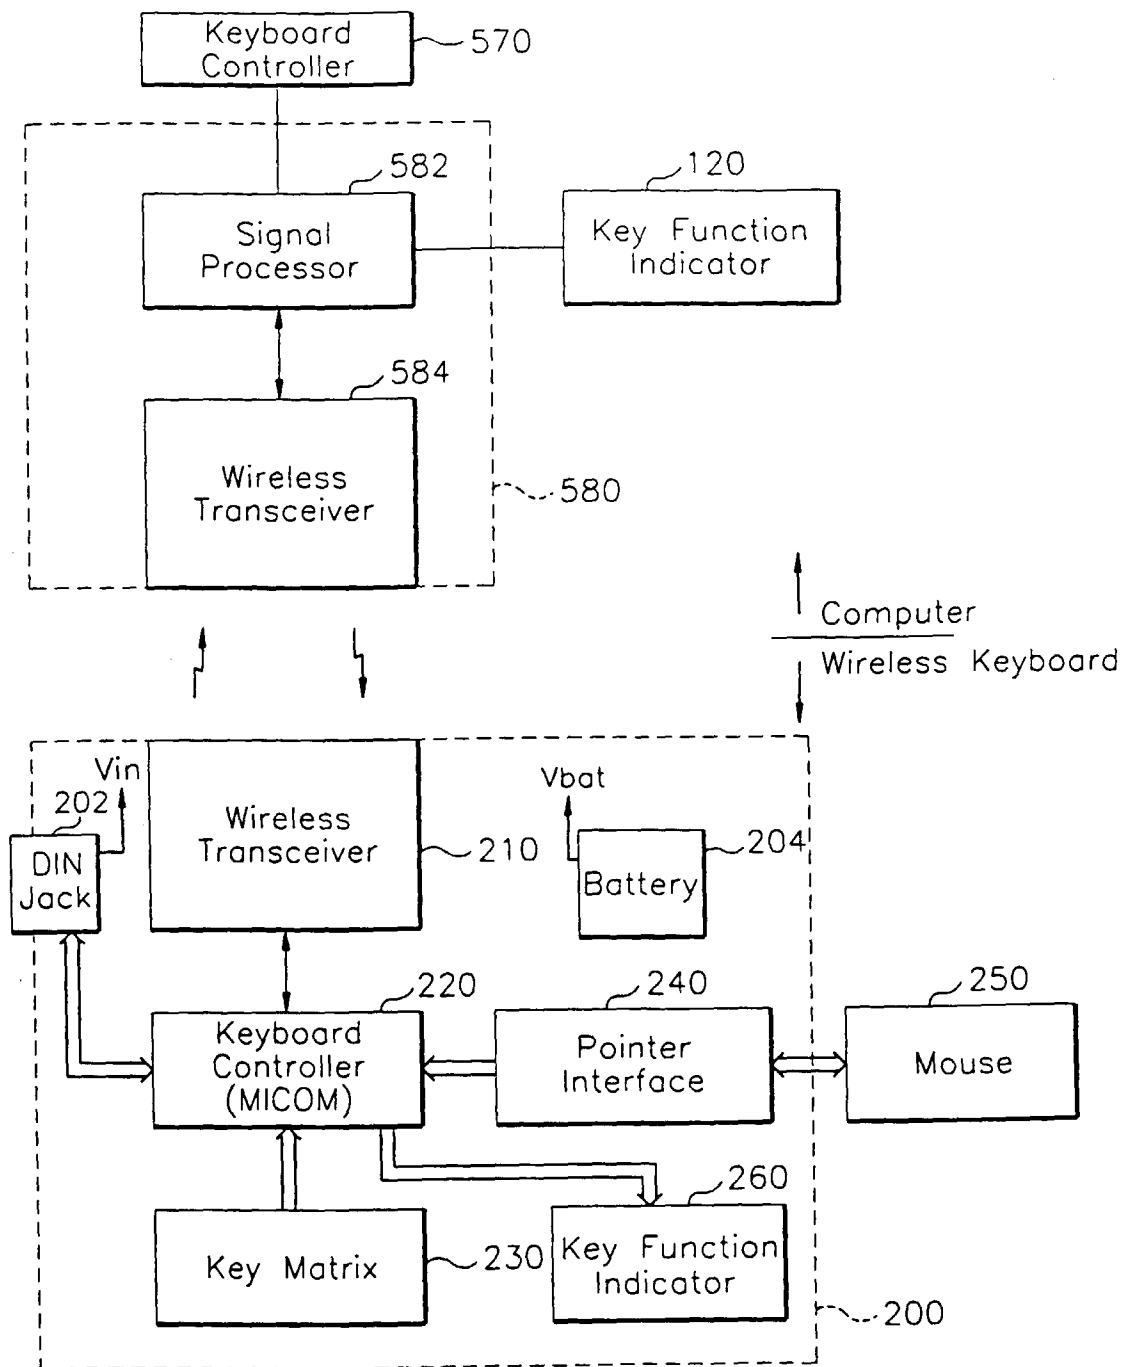 Keyboard
Controller
570
582
Signal
Processor
120
Key Function
Indicator
584
Wireless
Transceiver
580
Computer
Wireless Keyboard
Vin
202
DIN
Jack
Wireless
Transceiver
210
Vbat
204
Battery
220
Keyboard
Controller
(MICOM)
240
Pointer
Interface
250
Mouse
Key Matrix
230
260
Key Function
Indicator
200